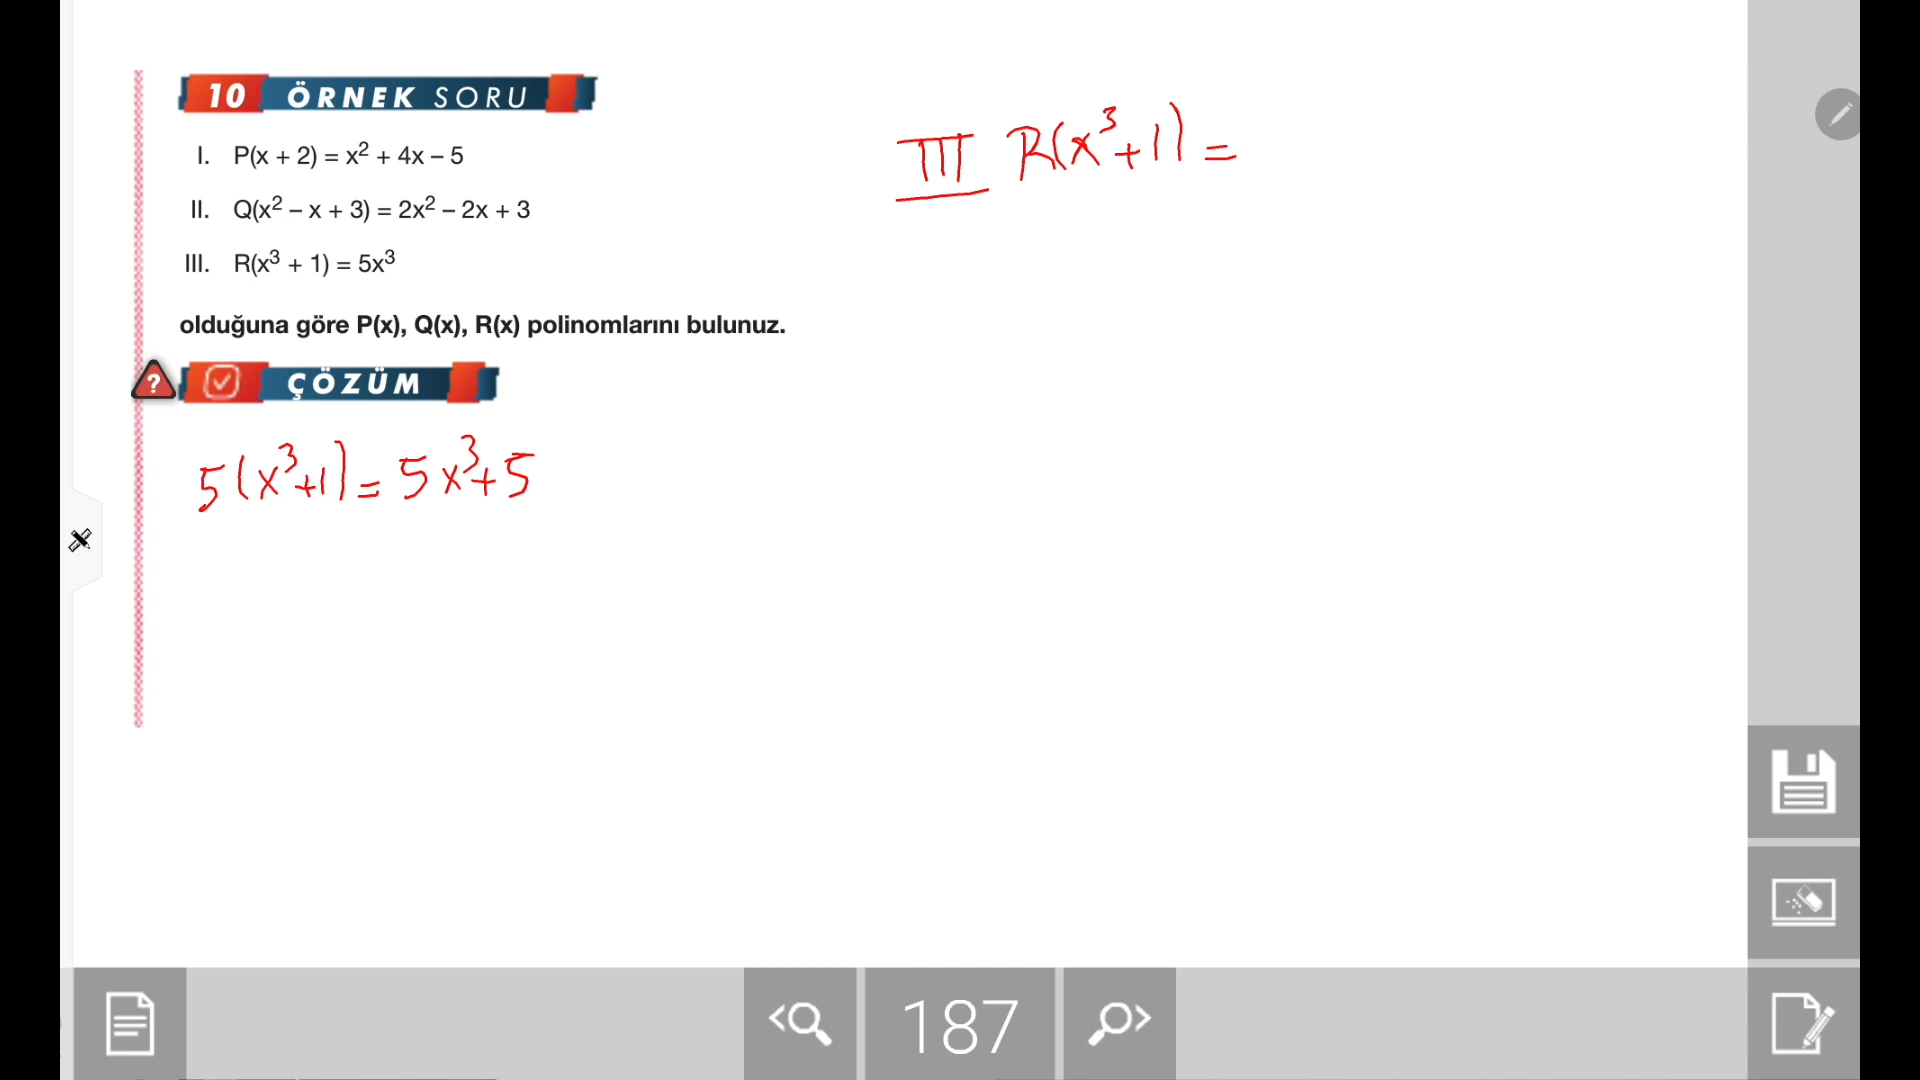 10 ÖRNEK SORU
I. P(x + 2) = x² + 4x – 5
II. Q(x² – x + 3) = 2x² – 2x + 3
III. R(x³ + 1) = 5x³
olduğuna göre P(x), Q(x), R(x) polinomlarını bulunuz.
? ÇÖZÜM
5(x³+1) = 5x³+5
III R(x³+1) =
187